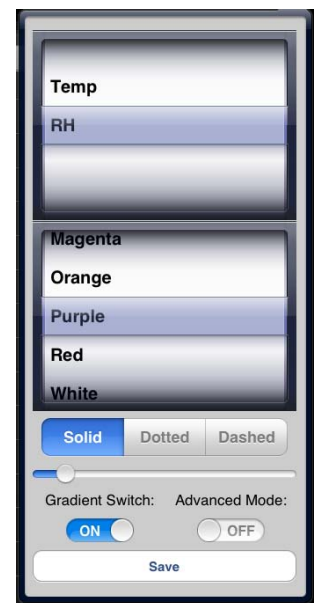 Temp
RH
Magenta
Orange
Purple
Red
White
Solid Dotted Dashed
Gradient Switch: Advanced Mode:
ON OFF
Save